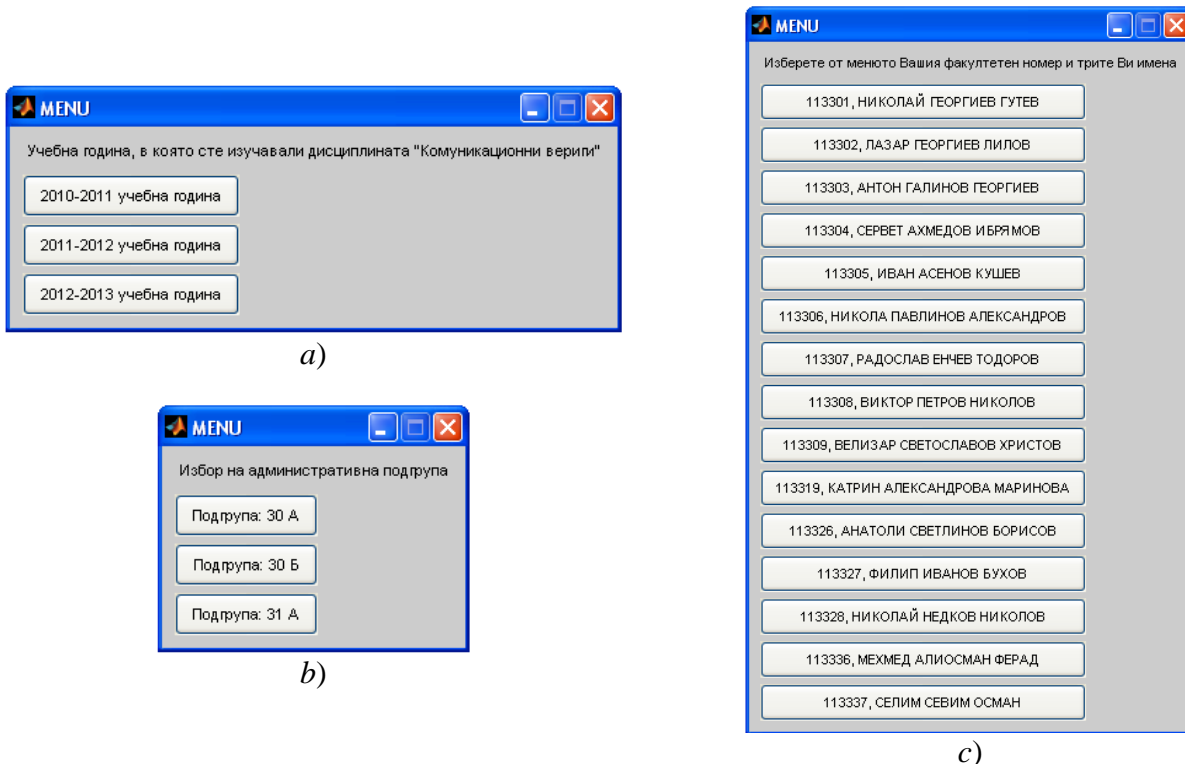 MENU
Учебна година, в която сте изучавали дисциплината "Комуникационни вериги"
2010-2011 учебна година
2011-2012 учебна година
2012-2013 учебна година
a)
MENU
Избор на административна подгрупа
Подгрупа: 30 А
Подгрупа: 30 Б
Подгрупа: 31 А
b)
MENU
Изберете от менюто Вашия факултетен номер и трите Ви имена
113301, НИКОЛАЙ ГЕОРГИЕВ ГУТЕВ
113302, ЛАЗАР ГЕОРГИЕВ ЛИЛОВ
113303, АНТОН ГАЛИНОВ ГЕОРГИЕВ
113304, СЕРВЕТ АХМЕДОВ ИБРЯМОВ
113305, ИВАН АСЕНОВ КУШЕВ
113306, НИКОЛА ПАВЛИНОВ АЛЕКСАНДРОВ
113307, РАДОСЛАВ ЕНЧЕВ ТОДОРОВ
113308, ВИКТОР ПЕТРОВ НИКОЛОВ
113309, ВЕЛИЗАР СВЕТОСЛАВОВ ХРИСТОВ
113319, КАТРИН АЛЕКСАНДРОВА МАРИНОВА
113326, АНАТОЛИ СВЕТЛИНОВ БОРИСОВ
113327, ФИЛИП ИВАНОВ БУХОВ
113328, НИКОЛАЙ НЕДКОВ НИКОЛОВ
113336, МЕХМЕД АЛИОСМАН ФЕРАД
113337, СЕЛИМ СЕВИМ ОСМАН
c)